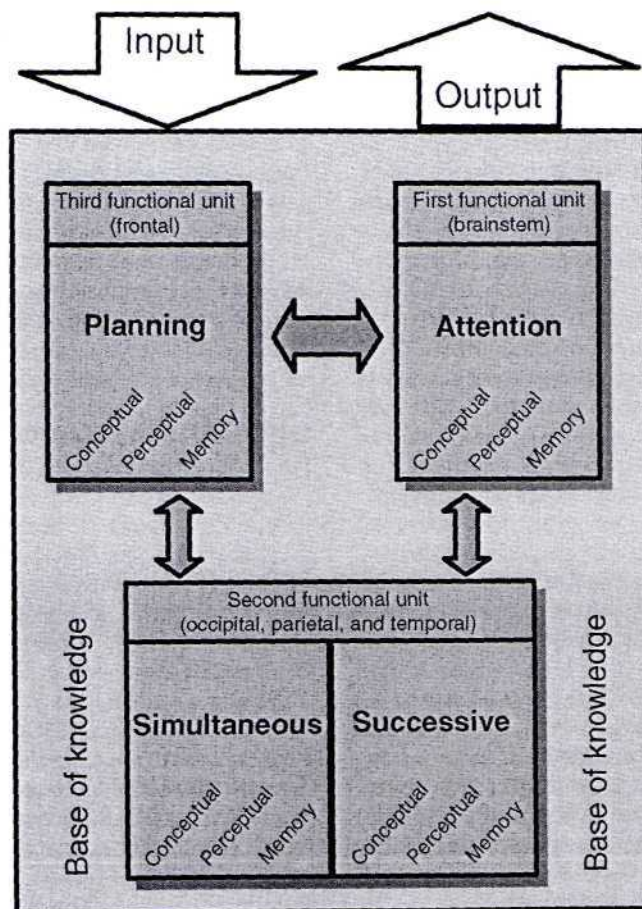 Input
Output
Third functional unit
(frontal)
Planning
Conceptual
Perceptual
Memory
First functional unit
(brainstem)
Attention
Conceptual
Perceptual
Memory
Base of knowledge
Second functional unit
(occipital, parietal, and temporal)
Simultaneous
Conceptual
Perceptual
Memory
Successive
Conceptual
Perceptual
Memory
Base of knowledge